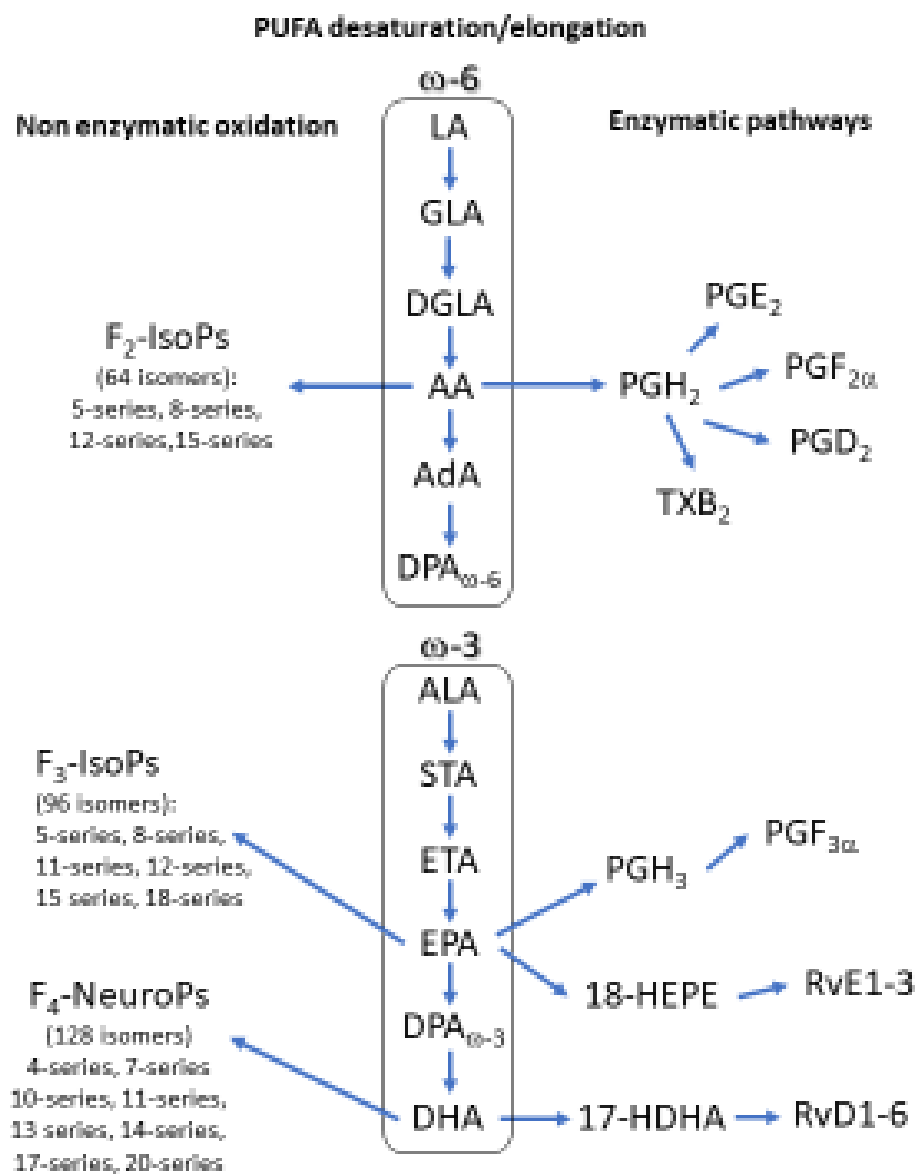 PUFA desaturation/elongation
ω-6
Non enzymatic oxidation
Enzymatic pathways
LA
GLA
DGLA
AA
AdA
DPAω-6
F2-IsoPs
(64 isomers):
5-series, 8-series,
12-series,15-series
PGH2
PGE2
PGF2α
PGD2
TXB2
ω-3
ALA
STA
ETA
EPA
DPAω-3
DHA
F3-IsoPs
(96 isomers):
5-series, 8-series,
11-series, 12-series,
15 series, 18-series
F4-NeuroPs
(128 isomers)
4-series, 7-series
10-series, 11-series,
13 series, 14-series,
17-series, 20-series
PGH3
PGF3α
18-HEPE
RvE1-3
17-HDHA
RvD1-6